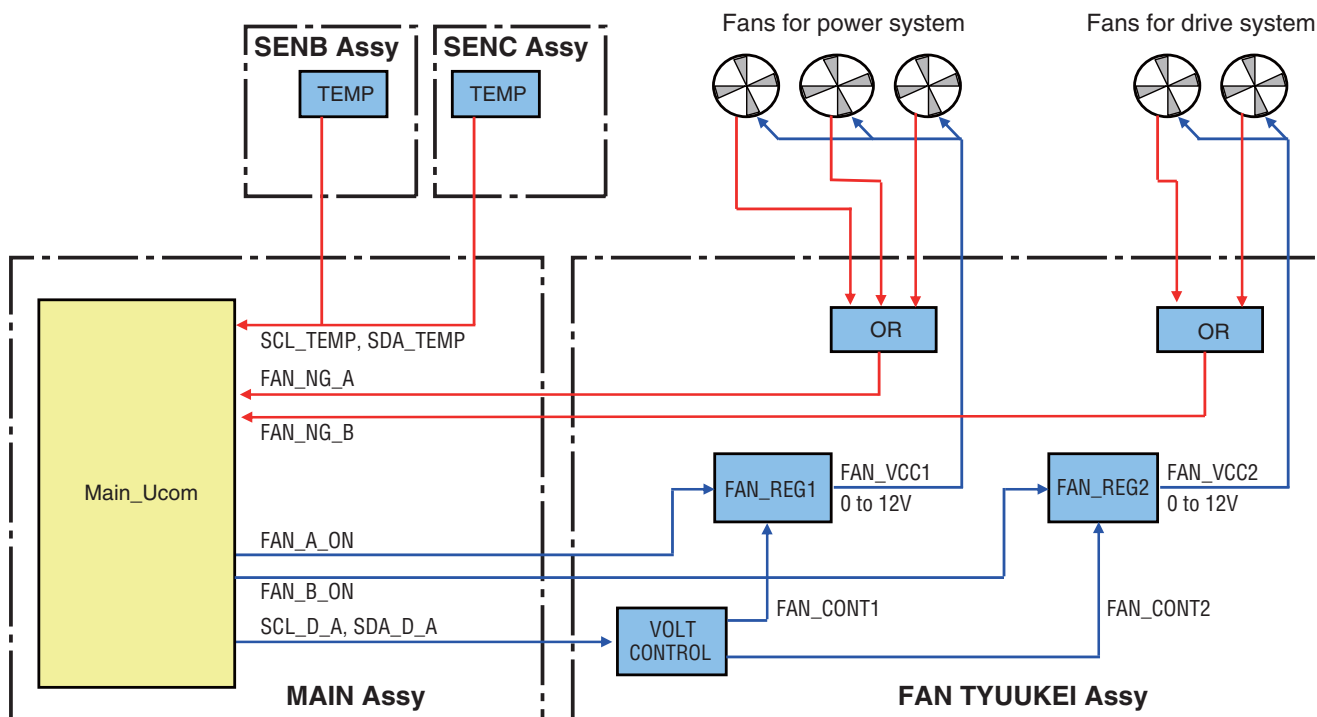 Fans for power system
Fans for drive system
SENB Assy
SENC Assy
TEMP
TEMP
OR
OR
SCL_TEMP, SDA_TEMP
FAN_NG_A
FAN_NG_B
Main_Ucom
FAN_REG1
FAN_VCC1
0 to 12V
FAN_REG2
FAN_VCC2
0 to 12V
FAN_A_ON
FAN_B_ON
SCL_D_A, SDA_D_A
VOLT
CONTROL
FAN_CONT1
FAN_CONT2
MAIN Assy
FAN TYUUKEI Assy